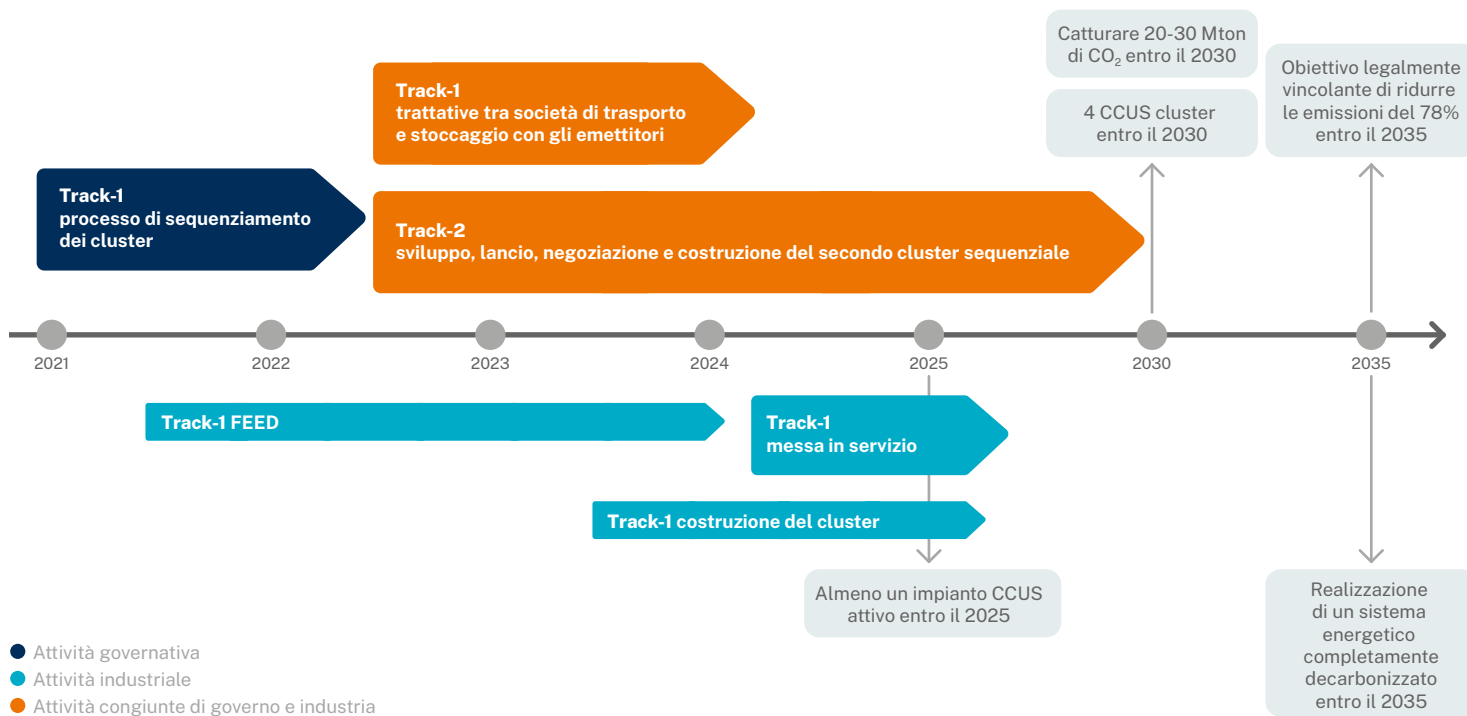 Catturare 20-30 Mton
di CO₂ entro il 2030
4 CCUS cluster
entro il 2030
Obiettivo legalmente
vincolante di ridurre
le emissioni del 78%
entro il 2035
Track-1
trattative tra società di trasporto
e stoccaggio con gli emettitori
Track-1
processo di sequenziamento
dei cluster
Track-2
sviluppo, lancio, negoziazione e costruzione del secondo cluster sequenziale
2021
2022
2023
2024
2025
2030
2035
Track-1 FEED
Track-1
messa in servizio
Track-1 costruzione del cluster
Almeno un impianto CCUS
attivo entro il 2025
Realizzazione
di un sistema
energetico
completamente
decarbonizzato
entro il 2035
Attività governativa
Attività industriale
Attività congiunte di governo e industria